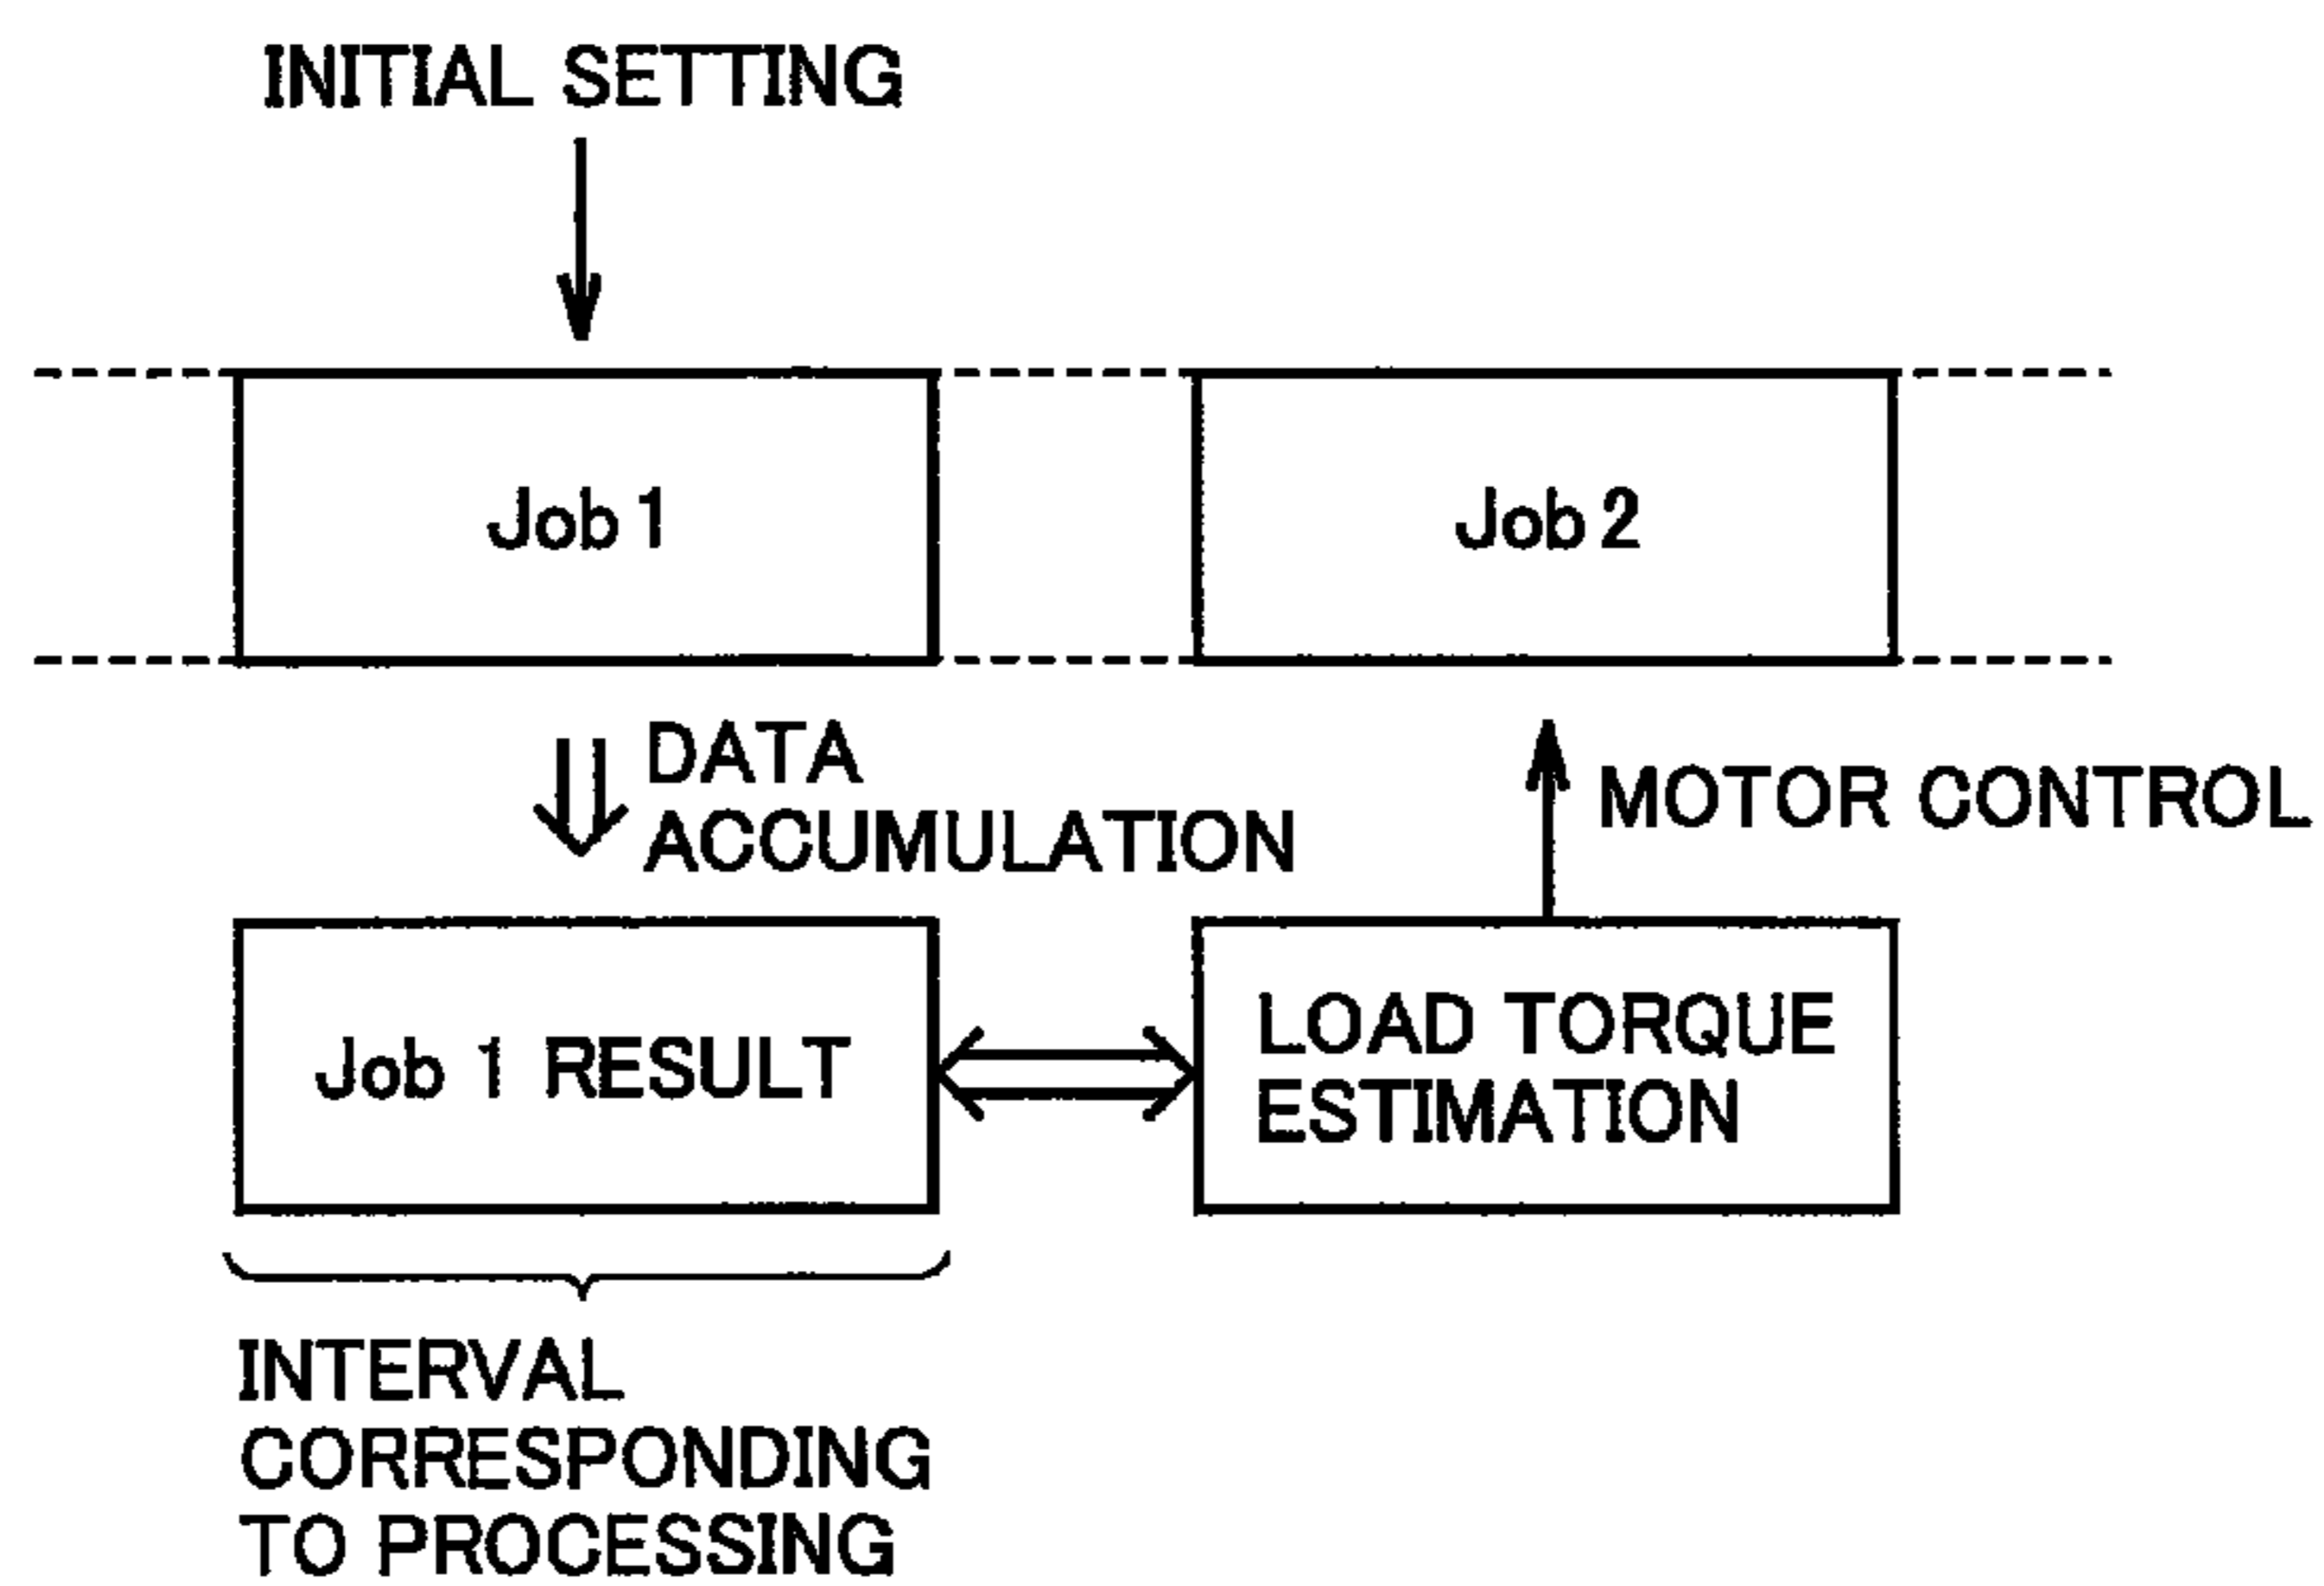 INITIAL SETTING
Job 1
Job 2
DATA
ACCUMULATION
MOTOR CONTROL
Job 1 RESULT
LOAD TORQUE
ESTIMATION
INTERVAL
CORRESPONDING
TO PROCESSING